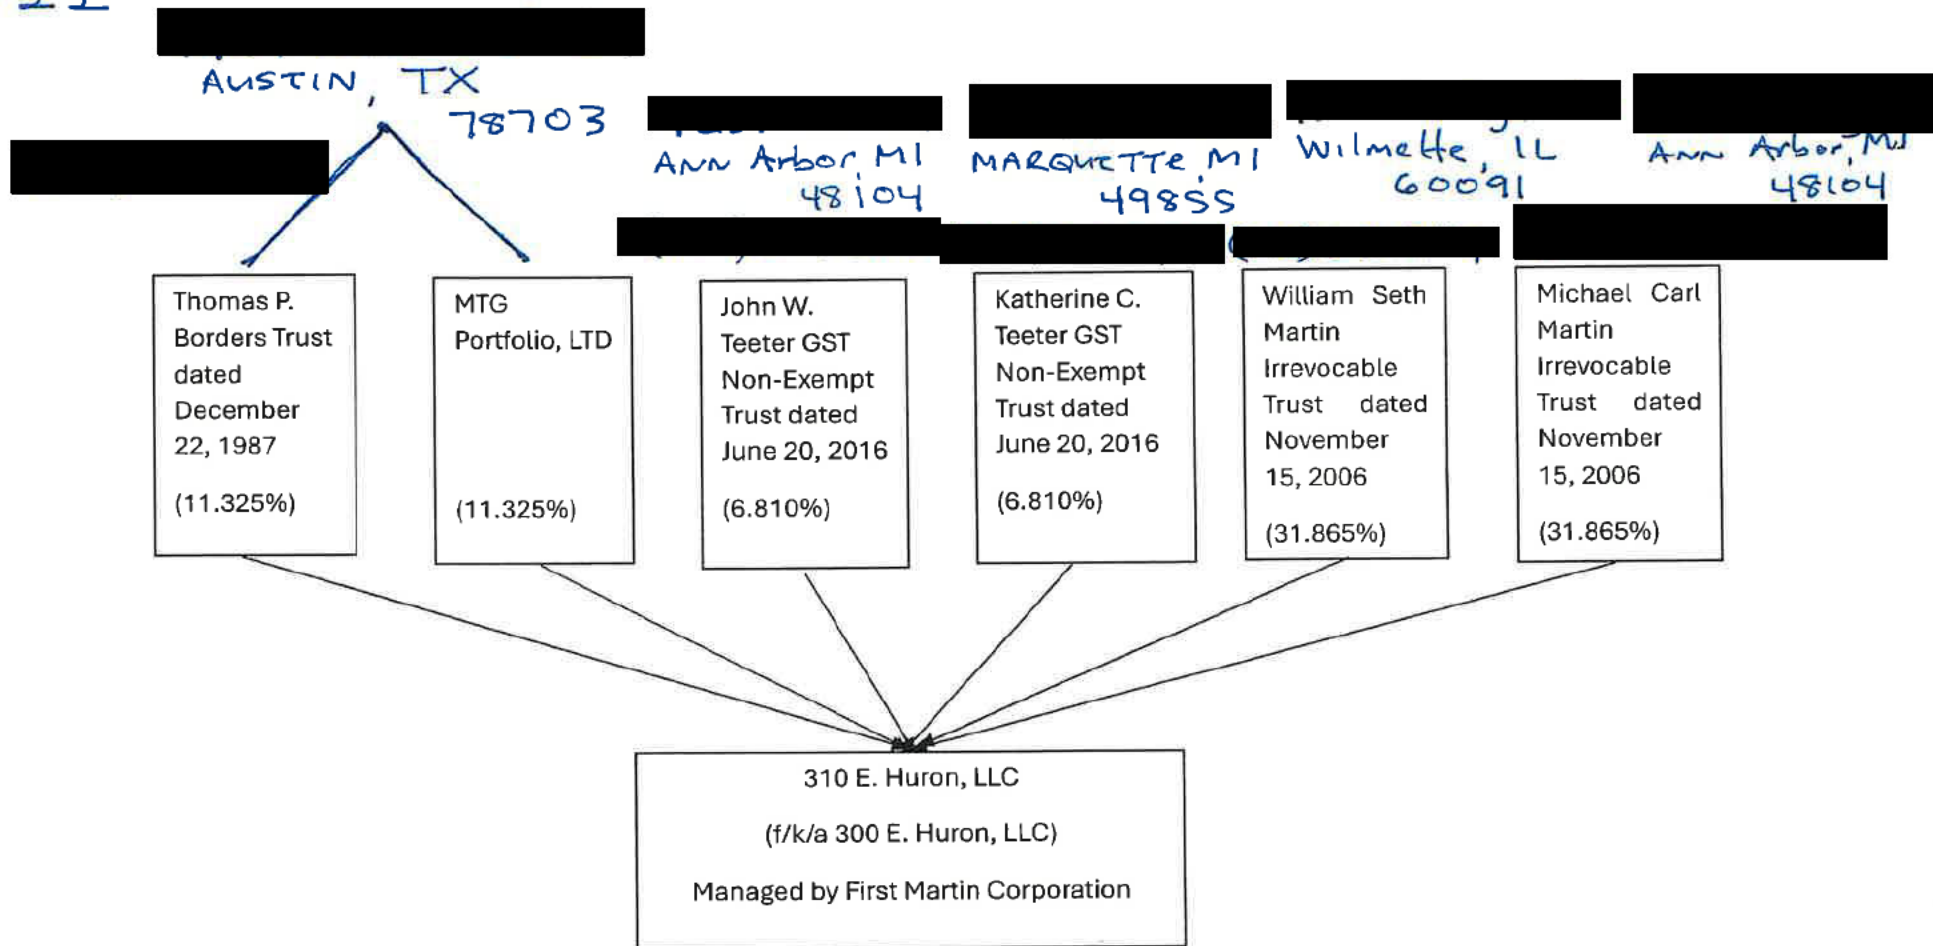 AUSTIN, TX
78703
ANN Arbor, MI
48104
MARQUETTE, MI
49855
Wilmette, IL
60091
ANN Arbor, MI
48104
Thomas P.
Borders Trust
dated
December
22, 1987
(11.325%)
MTG
Portfolio, LTD
(11.325%)
John W.
Teeter GST
Non-Exempt
Trust dated
June 20, 2016
(6.810%)
Katherine C.
Teeter GST
Non-Exempt
Trust dated
June 20, 2016
(6.810%)
William Seth
Martin
Irrevocable
Trust dated
November
15, 2006
(31.865%)
Michael Carl
Martin
Irrevocable
Trust dated
November
15, 2006
(31.865%)
310 E. Huron, LLC
(f/k/a 300 E. Huron, LLC)
Managed by First Martin Corporation